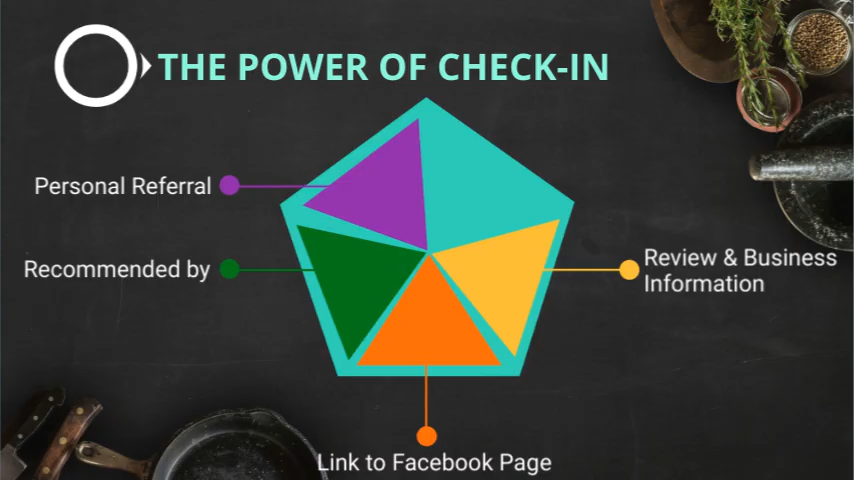 THE POWER OF CHECK-IN
Personal Referral
Recommended by
Review & Business
Information
Link to Facebook Page